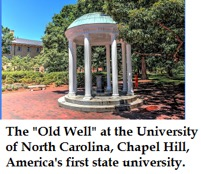 The "Old Well" at the University
of North Carolina, Chapel Hill,
America's first state university.